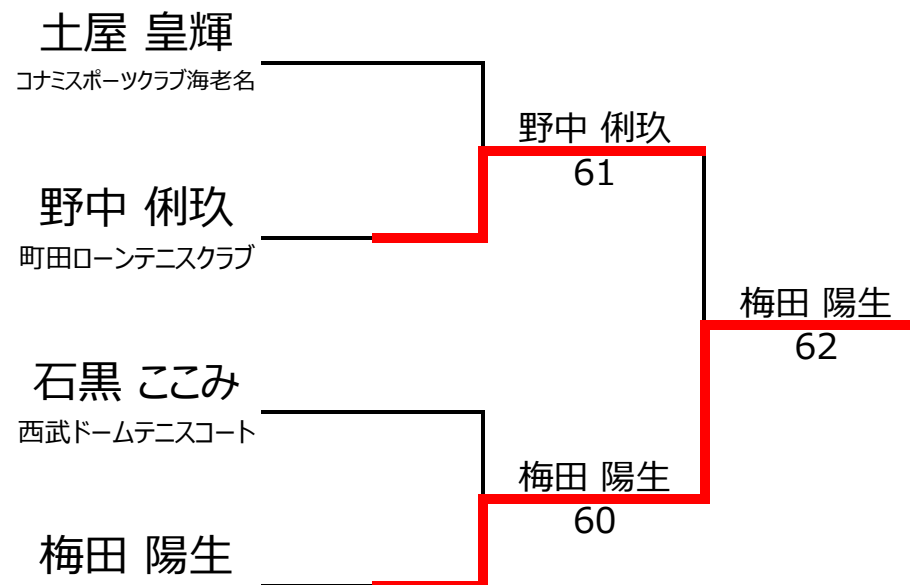 土屋 皇輝
コナミスポーツクラブ海老名
野中 俐玖
61
野中 俐玖
町田ローンテニスクラブ
梅田 陽生
62
石黒 ここみ
西武ドームテニスコート
梅田 陽生
60
梅田 陽生